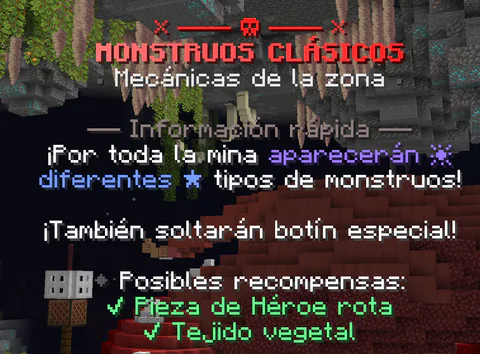 MONSTRUOS CLÁSICOS
Mecánicas de la zona
Información rápida
¡Por toda la mina aparecerán
diferentes ★ tipos de monstruos!
¡También soltarán botín especial!
Posibles recompensas:
✓ Pieza de Héroe rota
✓ Tejido vegetal